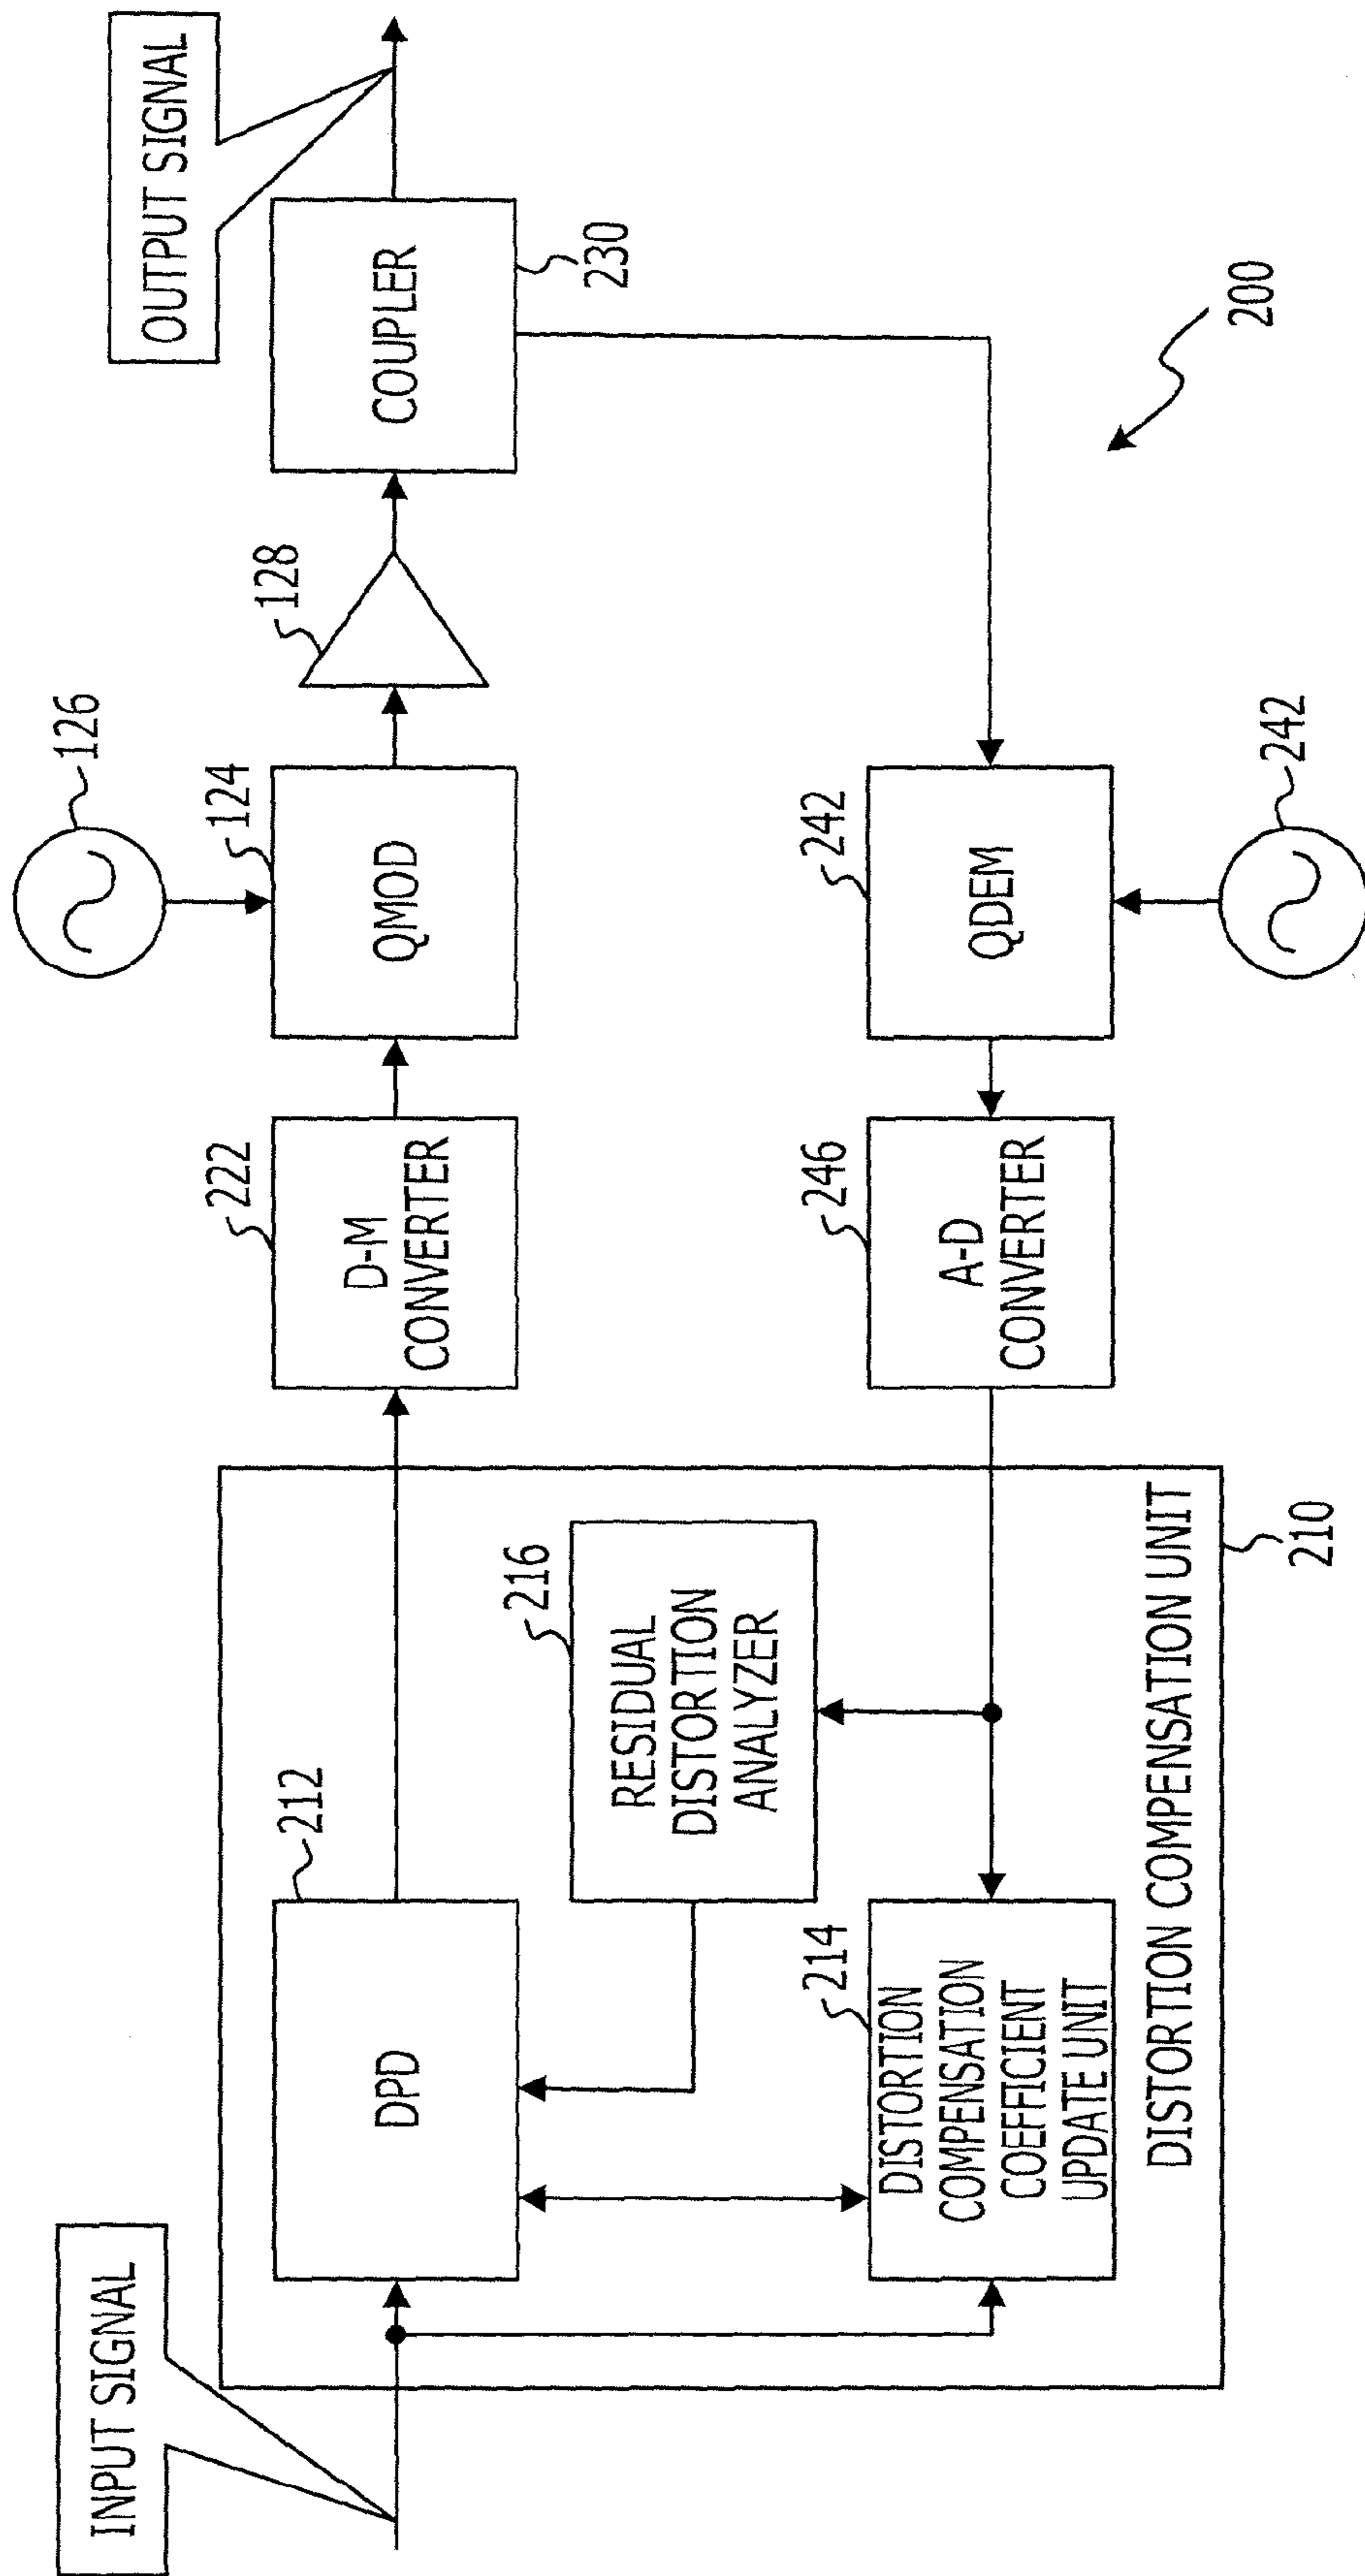 INPUT SIGNAL
OUTPUT SIGNAL
126
222
124
128
D-M
CONVERTER
QMOD
COUPLER
230
212
DPD
216
RESIDUAL
DISTORTION
ANALYZER
214
DISTORTION
COMPENSATION
COEFFICIENT
UPDATE UNIT
246
A-D
CONVERTER
242
QDEM
242
200
DISTORTION COMPENSATION UNIT
210